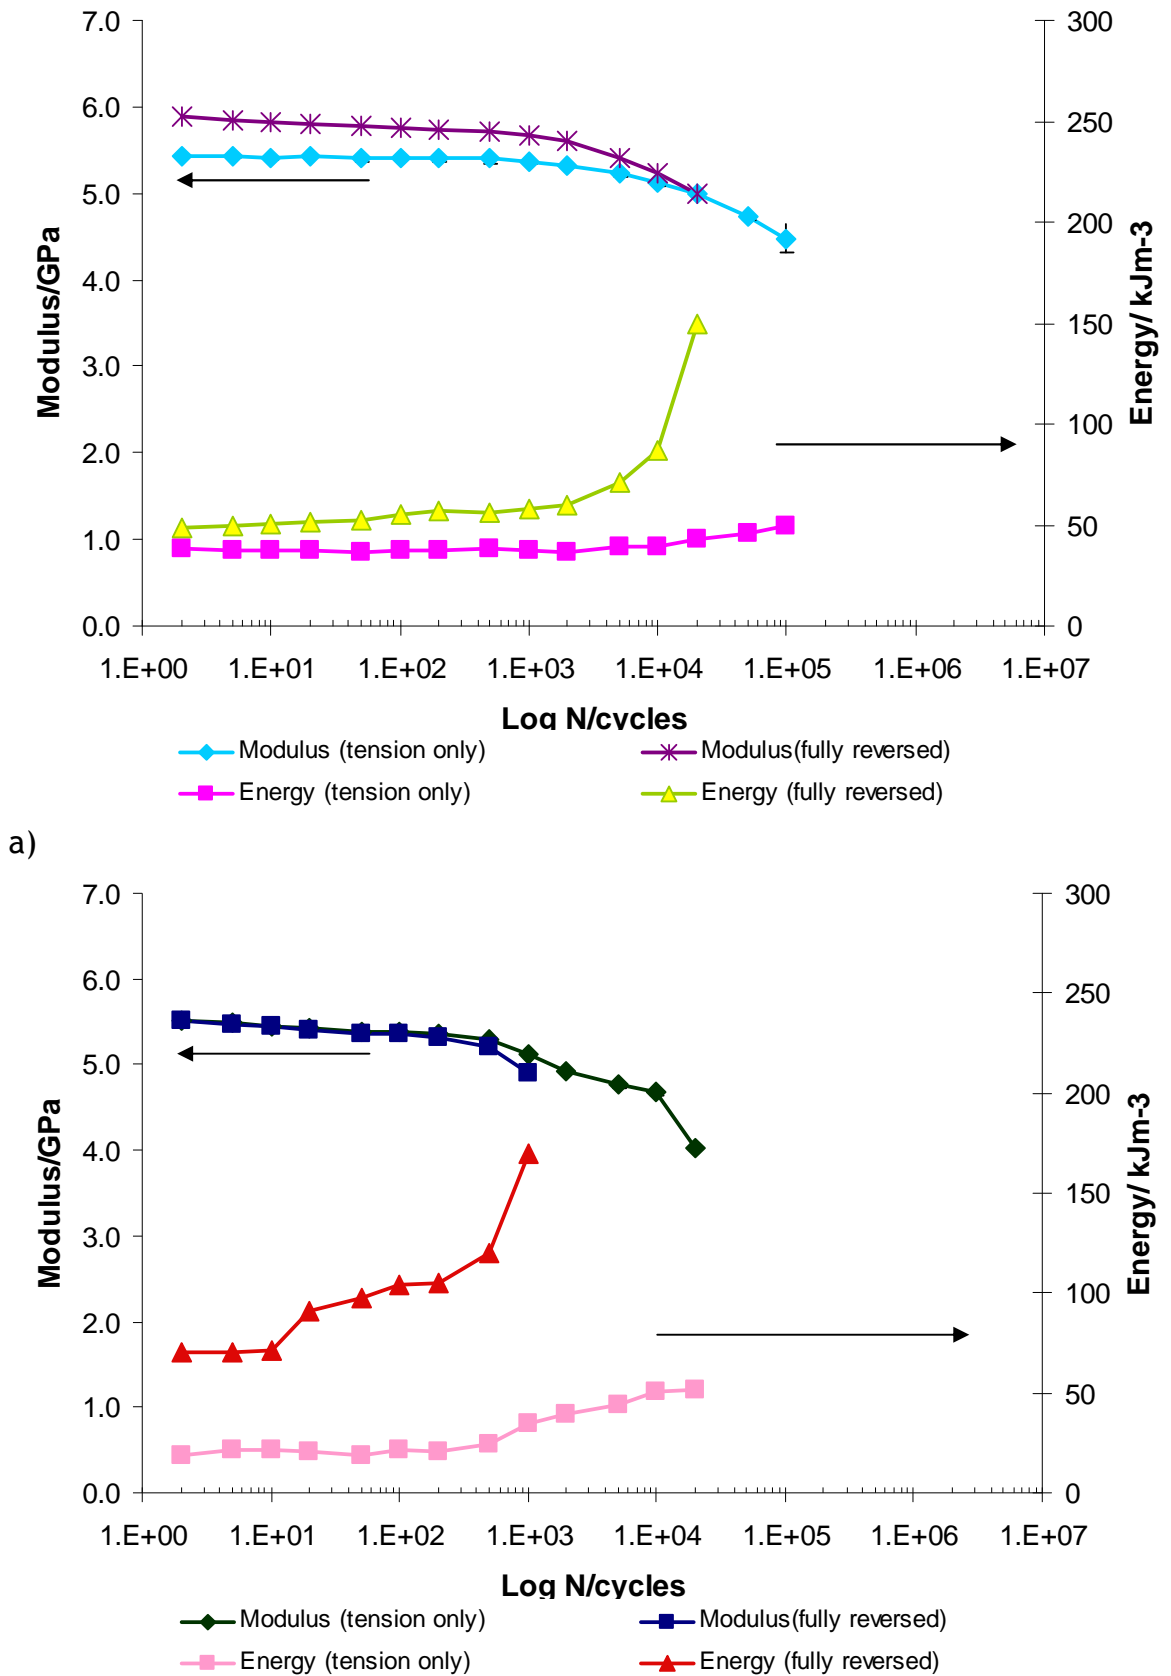 7.0
6.0
5.0
4.0
3.0
2.0
1.0
0.0
Modulus/GPa
300
250
200
150
100
50
0
Energy/ kJm-3
1.E+00 1.E+01 1.E+02 1.E+03 1.E+04 1.E+05 1.E+06 1.E+07
Log N/cycles
Modulus (tension only) Modulus(fully reversed)
Energy (tension only) Energy (fully reversed)
a)
7.0
6.0
5.0
4.0
3.0
2.0
1.0
0.0
Modulus/GPa
300
250
200
150
100
50
0
Energy/ kJm-3
1.E+00 1.E+01 1.E+02 1.E+03 1.E+04 1.E+05 1.E+06 1.E+07
Log N/cycles
Modulus (tension only) Modulus(fully reversed)
Energy (tension only) Energy (fully reversed)